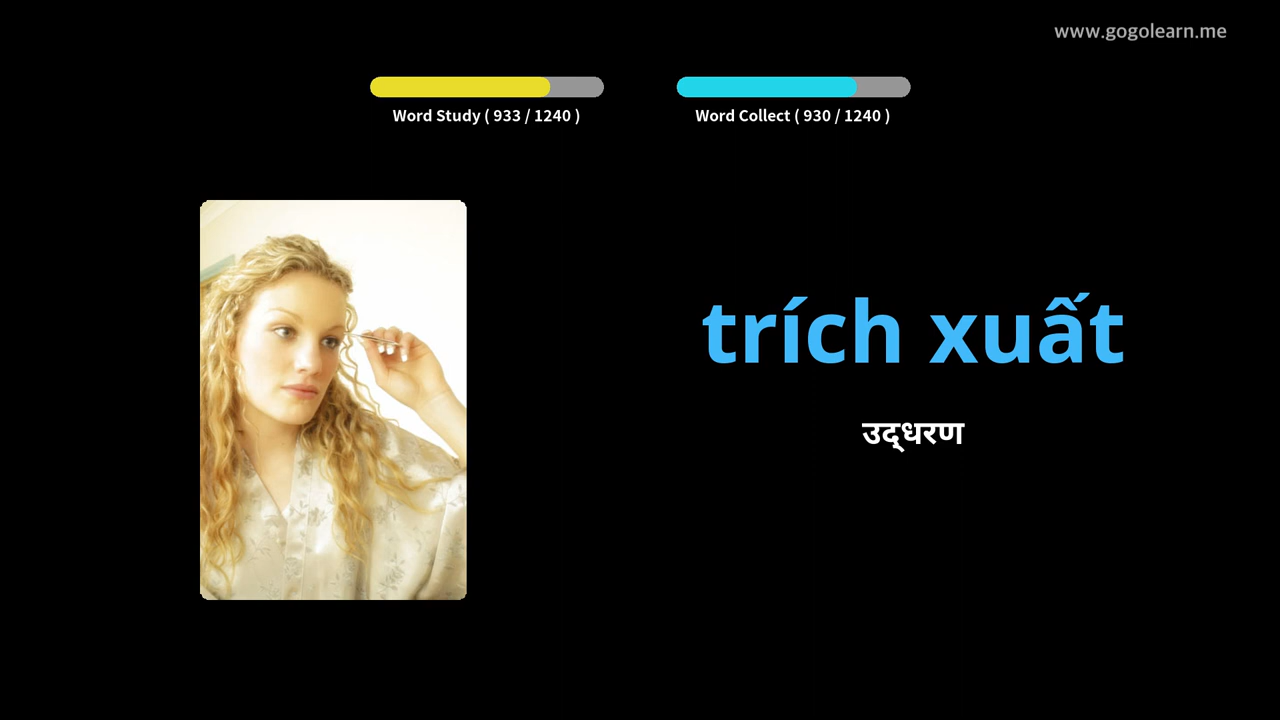 www.gogolearn.me
Word Study ( 933 / 1240 )
Word Collect ( 930 / 1240 )
trích xuất
उद्धरण